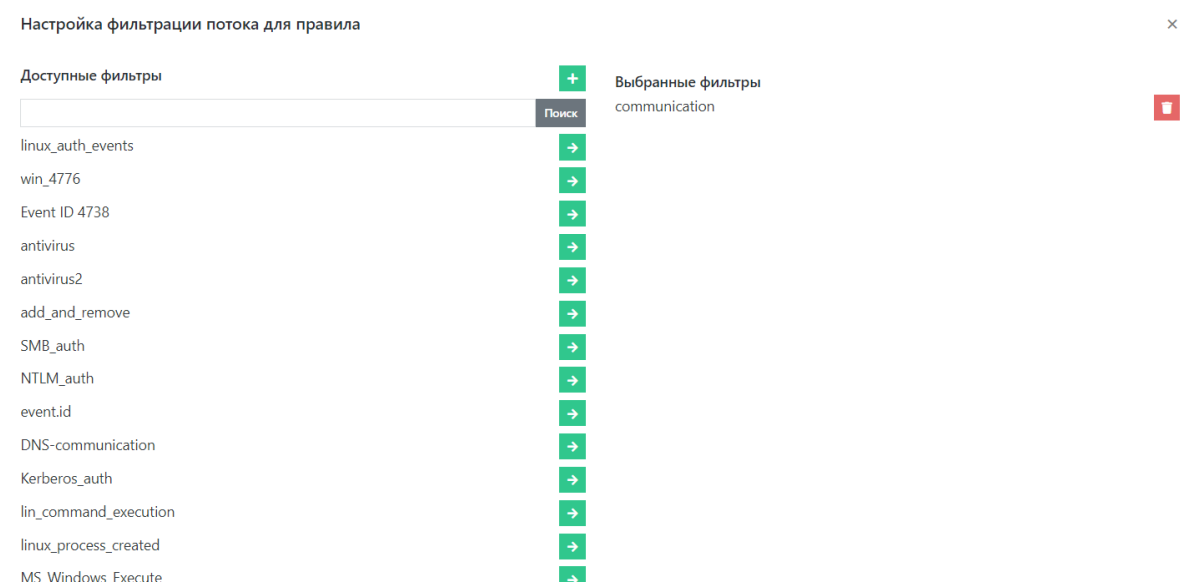 Настройка фильтрации потока для правила
Доступные фильтры
Поиск
linux_auth_events
win_4776
Event ID 4738
antivirus
antivirus2
add_and_remove
SMB_auth
NTLM_auth
event.id
DNS-communication
Kerberos_auth
lin_command_execution
linux_process_created
MS_Windows_Execute
Выбранные фильтры
communication